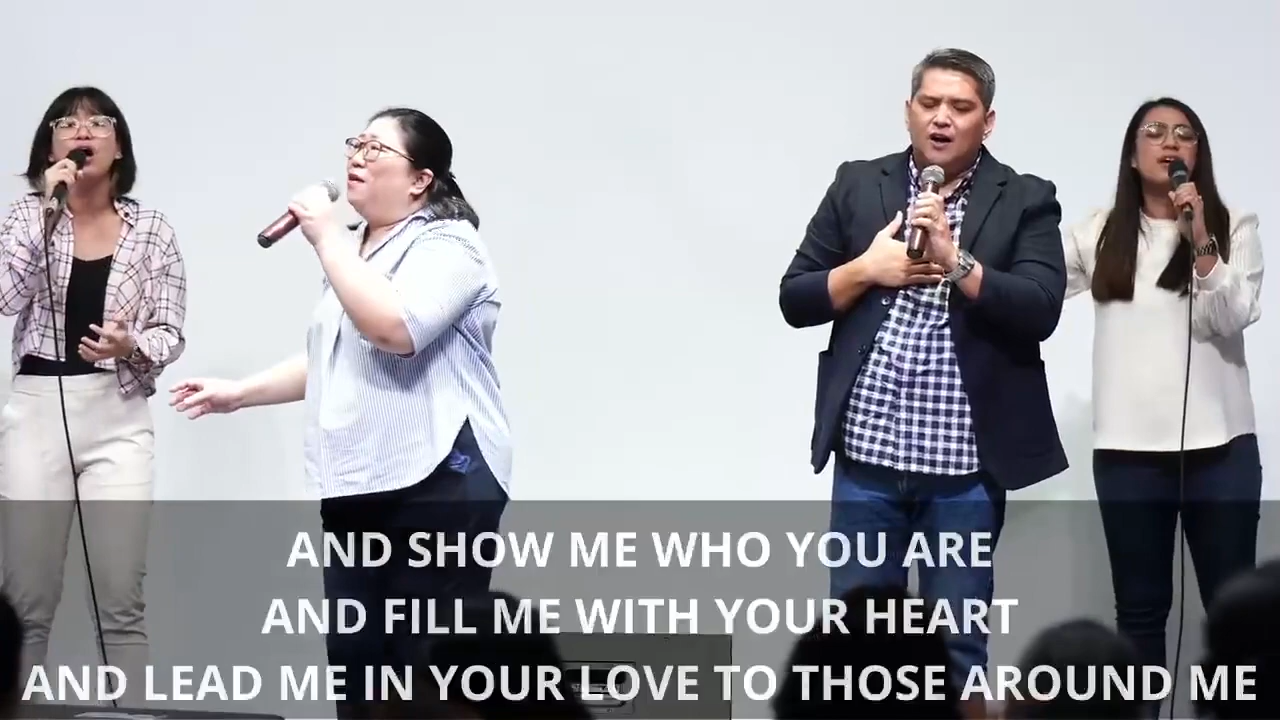 AND SHOW ME WHO YOU ARE
AND FILL ME WITH YOUR HEART
AND LEAD ME IN YOUR LOVE TO THOSE AROUND ME